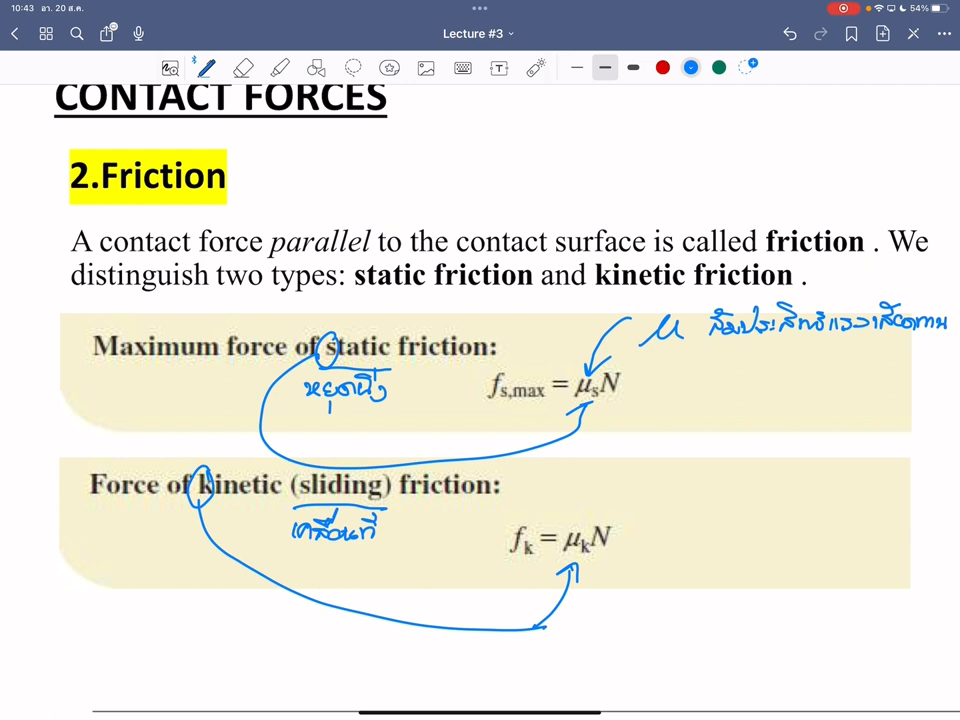 10:43 อา. 20 ส.ค.
54%
Lecture #3
CONTACT FORCES
2.Friction
A contact force parallel to the contact surface is called friction . We
distinguish two types: static friction and kinetic friction .
μ สัมประสิทธิ์แรงเสียดทาน
Maximum force of static friction:
หยุดนิ่ง
fs,max = μsN
Force of kinetic (sliding) friction:
เคลื่อนที่
fk = μkN